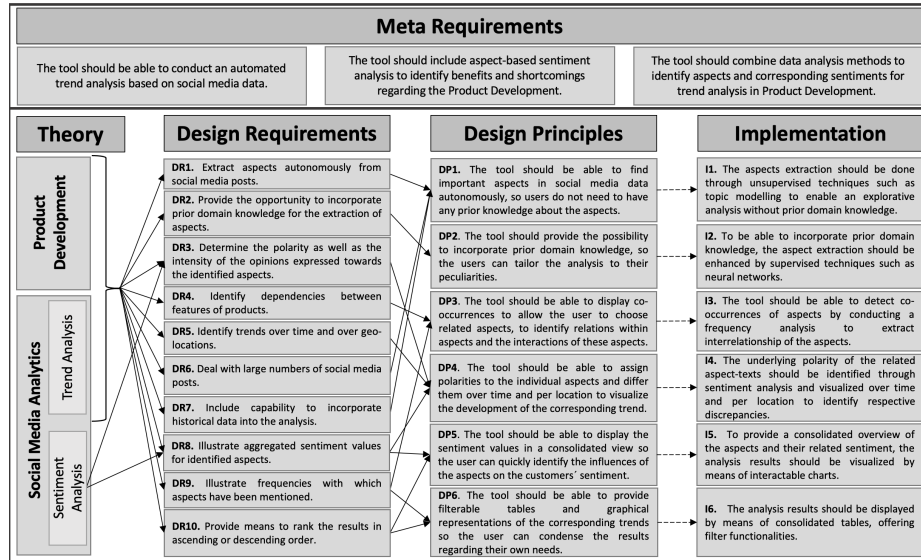 Meta Requirements
The tool should be able to conduct an automated
trend analysis based on social media data.
The tool should include aspect-based sentiment
analysis to identify benefits and shortcomings
regarding the Product Development.
The tool should combine data analysis methods to
identify aspects and corresponding sentiments for
trend analysis in Product Development.
Theory
Product
Development
Social Media Analytics
Trend Analysis
Sentiment
Analysis
Design Requirements
DR1. Extract aspects autonomously from
social media posts.
DR2. Provide the opportunity to incorporate
prior domain knowledge for the extraction of
aspects.
DR3. Determine the polarity as well as the
intensity of the opinions expressed towards
the identified aspects.
DR4. Identify dependencies between
features of products.
DR5. Identify trends over time and over geo-
locations.
DR6. Deal with large numbers of social media
posts.
DR7. Include capability to incorporate
historical data into the analysis.
DR8. Illustrate aggregated sentiment values
for identified aspects.
DR9. Illustrate frequencies with which
aspects have been mentioned.
DR10. Provide means to rank the results in
ascending or descending order.
Design Principles
DP1. The tool should be able to find
important aspects in social media data
autonomously, so users do not need to have
any prior knowledge about the aspects.
DP2. The tool should provide the possibility
to incorporate prior domain knowledge, so
the users can tailor the analysis to their
peculiarities.
DP3. The tool should be able to display co-
occurrences to allow the user to choose
related aspects, to identify relations within
aspects and the interactions of these aspects.
DP4. The tool should be able to assign
polarities to the individual aspects and differ
them over time and per location to visualize
the development of the corresponding trend.
DP5. The tool should be able to display the
sentiment values in a consolidated view so
the user can quickly identify the influences of
the aspects on the customers´ sentiment.
DP6. The tool should be able to provide
filterable tables and graphical
representations of the corresponding trends
so the user can condense the results
regarding their own needs.
Implementation
I1. The aspects extraction should be done
through unsupervised techniques such as
topic modelling to enable an explorative
analysis without prior domain knowledge.
I2. To be able to incorporate prior domain
knowledge, the aspect extraction should be
enhanced by supervised techniques such as
neural networks.
I3. The tool should be able to detect co-
occurrences of aspects by conducting a
frequency analysis to extract
interrelationship of the aspects.
I4. The underlying polarity of the related
aspect-texts should be identified through
sentiment analysis and visualized over time
and per location to identify respective
discrepancies.
I5. To provide a consolidated overview of
the aspects and their related sentiment, the
analysis results should be visualized by
means of interactable charts.
I6. The analysis results should be displayed
by means of consolidated tables, offering
filter functionalities.